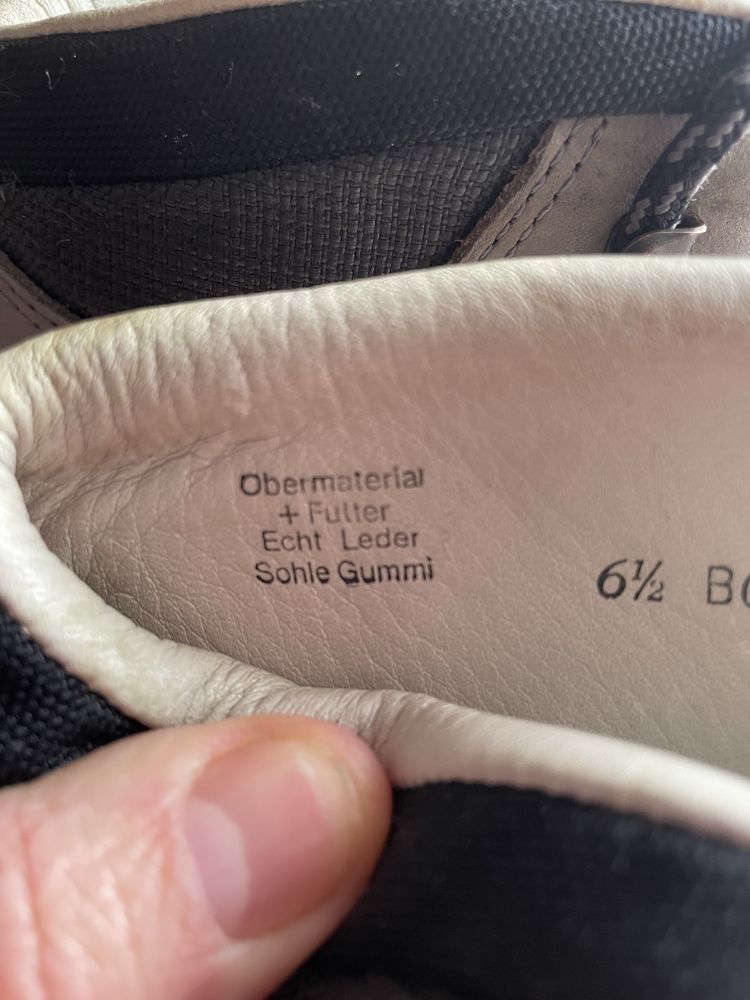 Obermaterial
+ Futter
Echt Leder
Sohle Gummi
6½